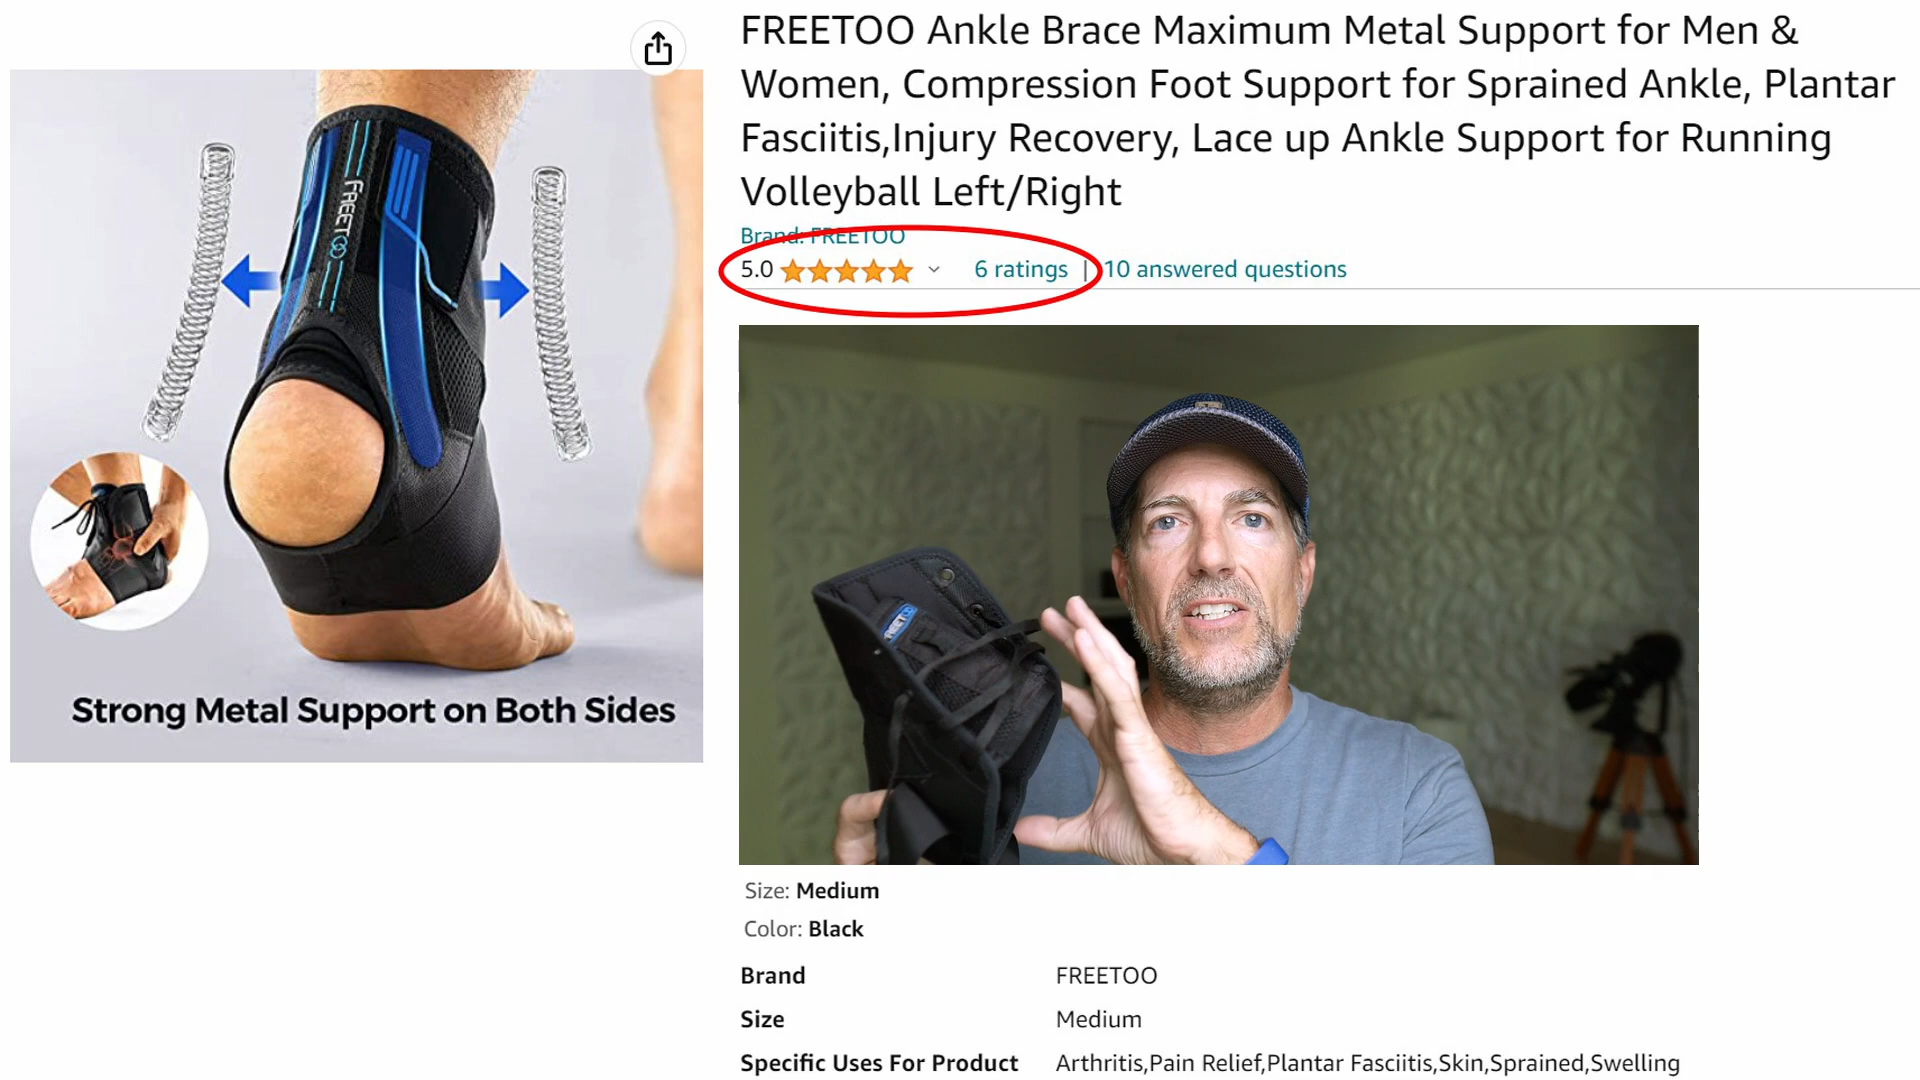 FREETOO Ankle Brace Maximum Metal Support for Men &
Women, Compression Foot Support for Sprained Ankle, Plantar
Fasciitis,Injury Recovery, Lace up Ankle Support for Running
Volleyball Left/Right
Brand: FREETOO
5.0 6 ratings | 10 answered questions
FREETOO
Strong Metal Support on Both Sides
FREETOO
Size: Medium
Color: Black
Brand FREETOO
Size Medium
Specific Uses For Product Arthritis,Pain Relief,Plantar Fasciitis,Skin,Sprained,Swelling